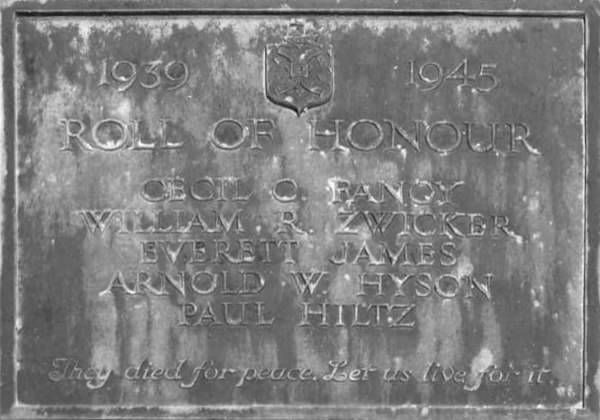 1939 1945
ROLL OF HONOUR
CECIL C. FANCY
WILLIAM R. ZWICKER
EVERETT JAMES
ARNOLD W. HYSON
PAUL HILTZ
They died for peace. Let us live for it.